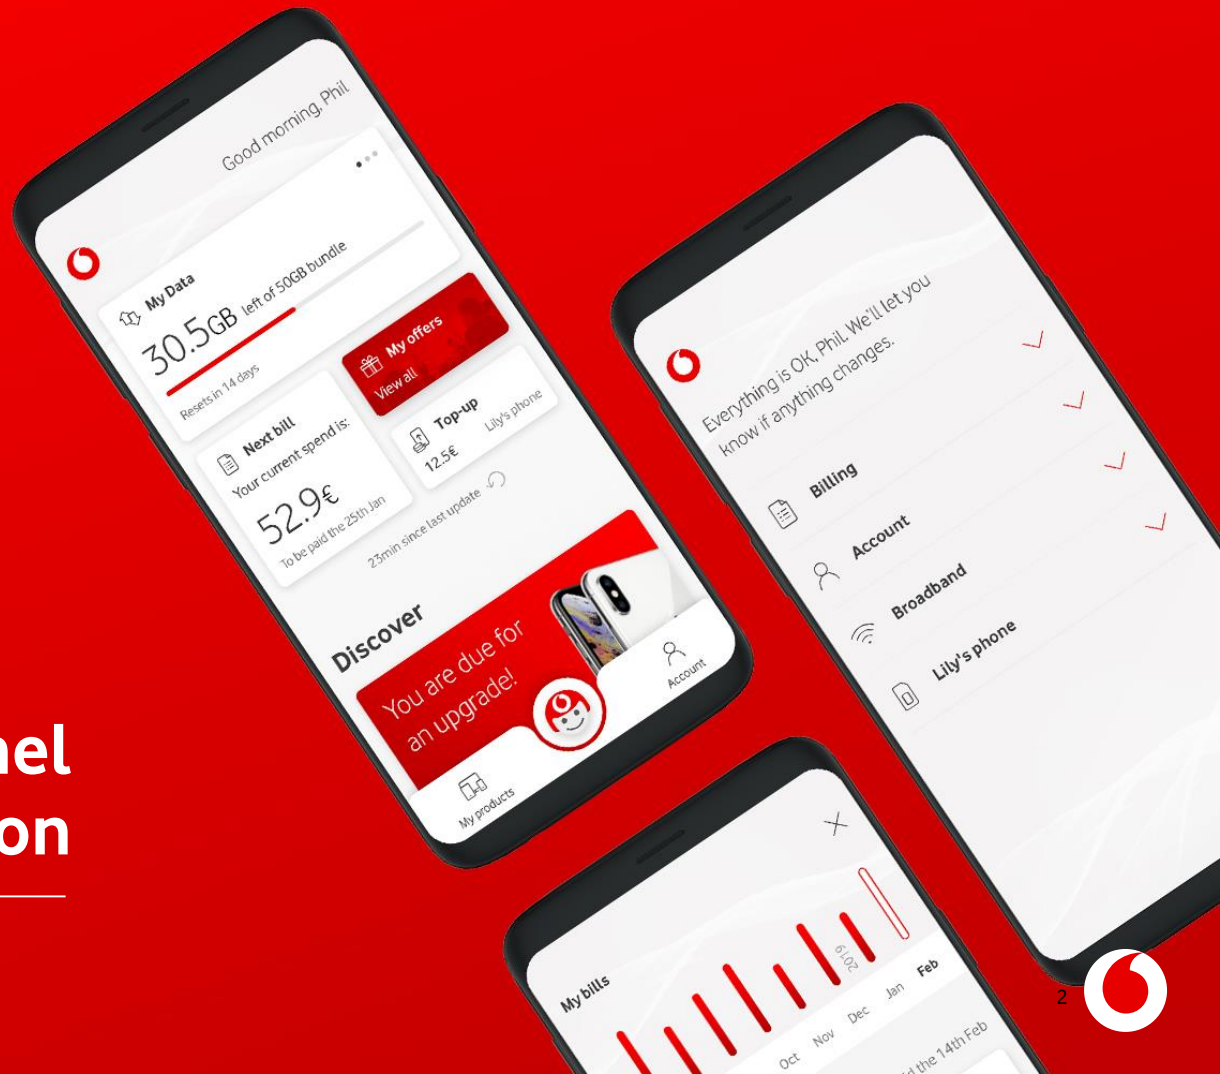 Good morning, Phil
My Data
30.5GB left of 50GB bundle
Resets in 14 days
My offers
View all
Next bill
Your current spend is:
52.9€
To be paid the 25th Jan
Top-up
12.5€ Lily's phone
23min since last update
Discover
You are due for
an upgrade!
My products
Account
Everything is OK, Phil. We'll let you
know if anything changes.
Billing
Account
Broadband
Lily's phone
My bills
2019
Oct Nov Dec Jan Feb
the 14th Feb
nel
on
2